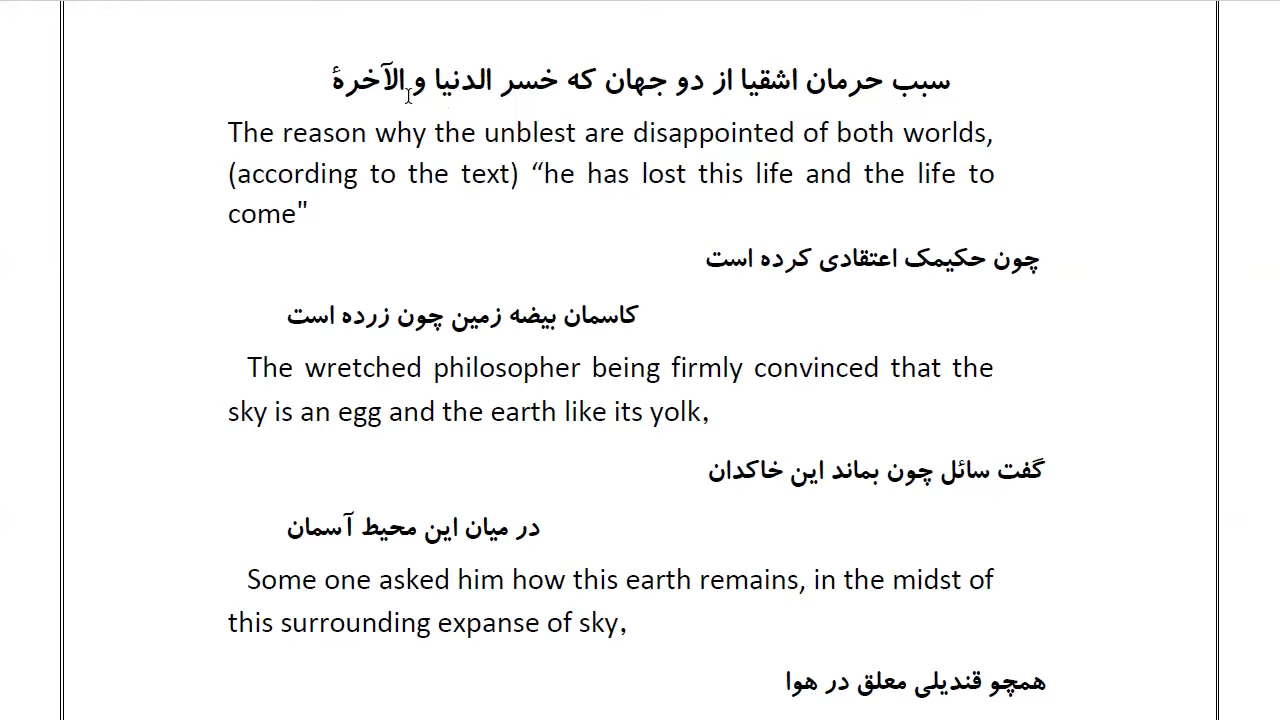 سبب حرمان اشقیا از دو جهان که خسر الدنیا و الآخرۀ
The reason why the unblest are disappointed of both worlds,
(according to the text) “he has lost this life and the life to
come"
چون حکیمک اعتقادی کرده است
کاسمان بیضه زمین چون زرده است
The wretched philosopher being firmly convinced that the
sky is an egg and the earth like its yolk,
گفت سائل چون بماند این خاکدان
در میان این محیط آسمان
Some one asked him how this earth remains, in the midst of
this surrounding expanse of sky,
همچو قندیلی معلق در هوا